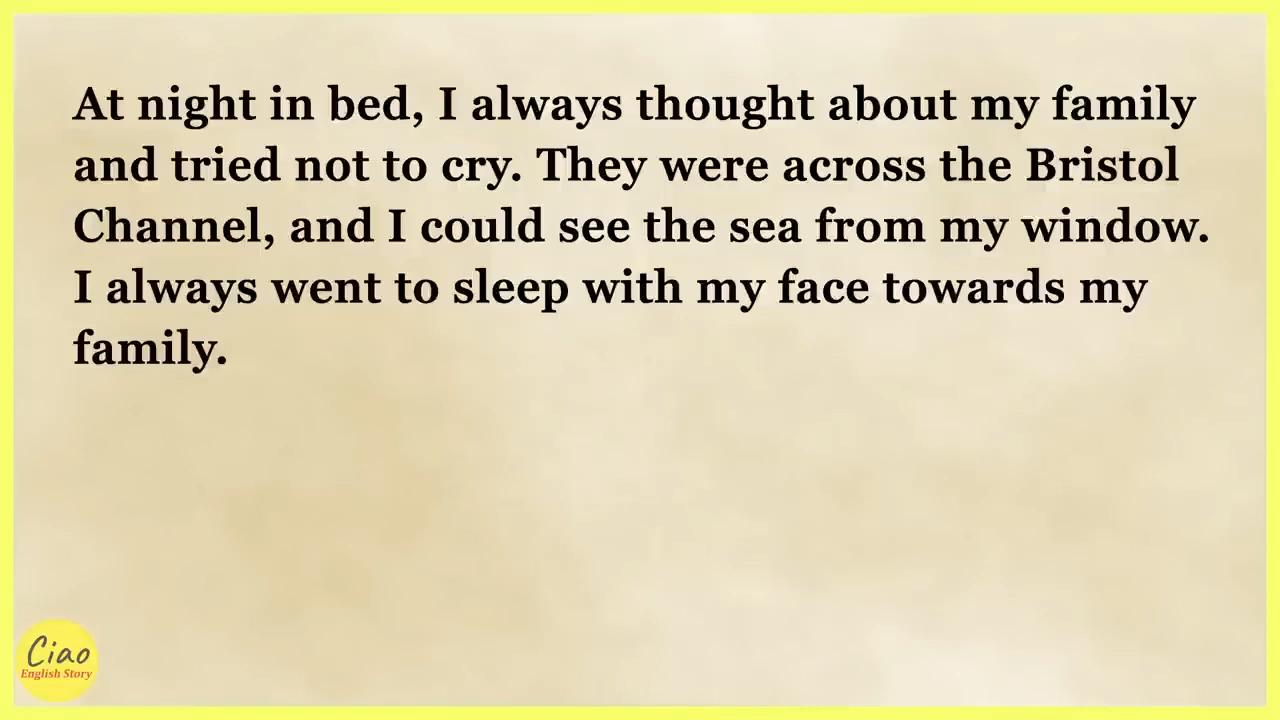 At night in bed, I always thought about my family
and tried not to cry. They were across the Bristol
Channel, and I could see the sea from my window.
I always went to sleep with my face towards my
family.
Ciao
English Story